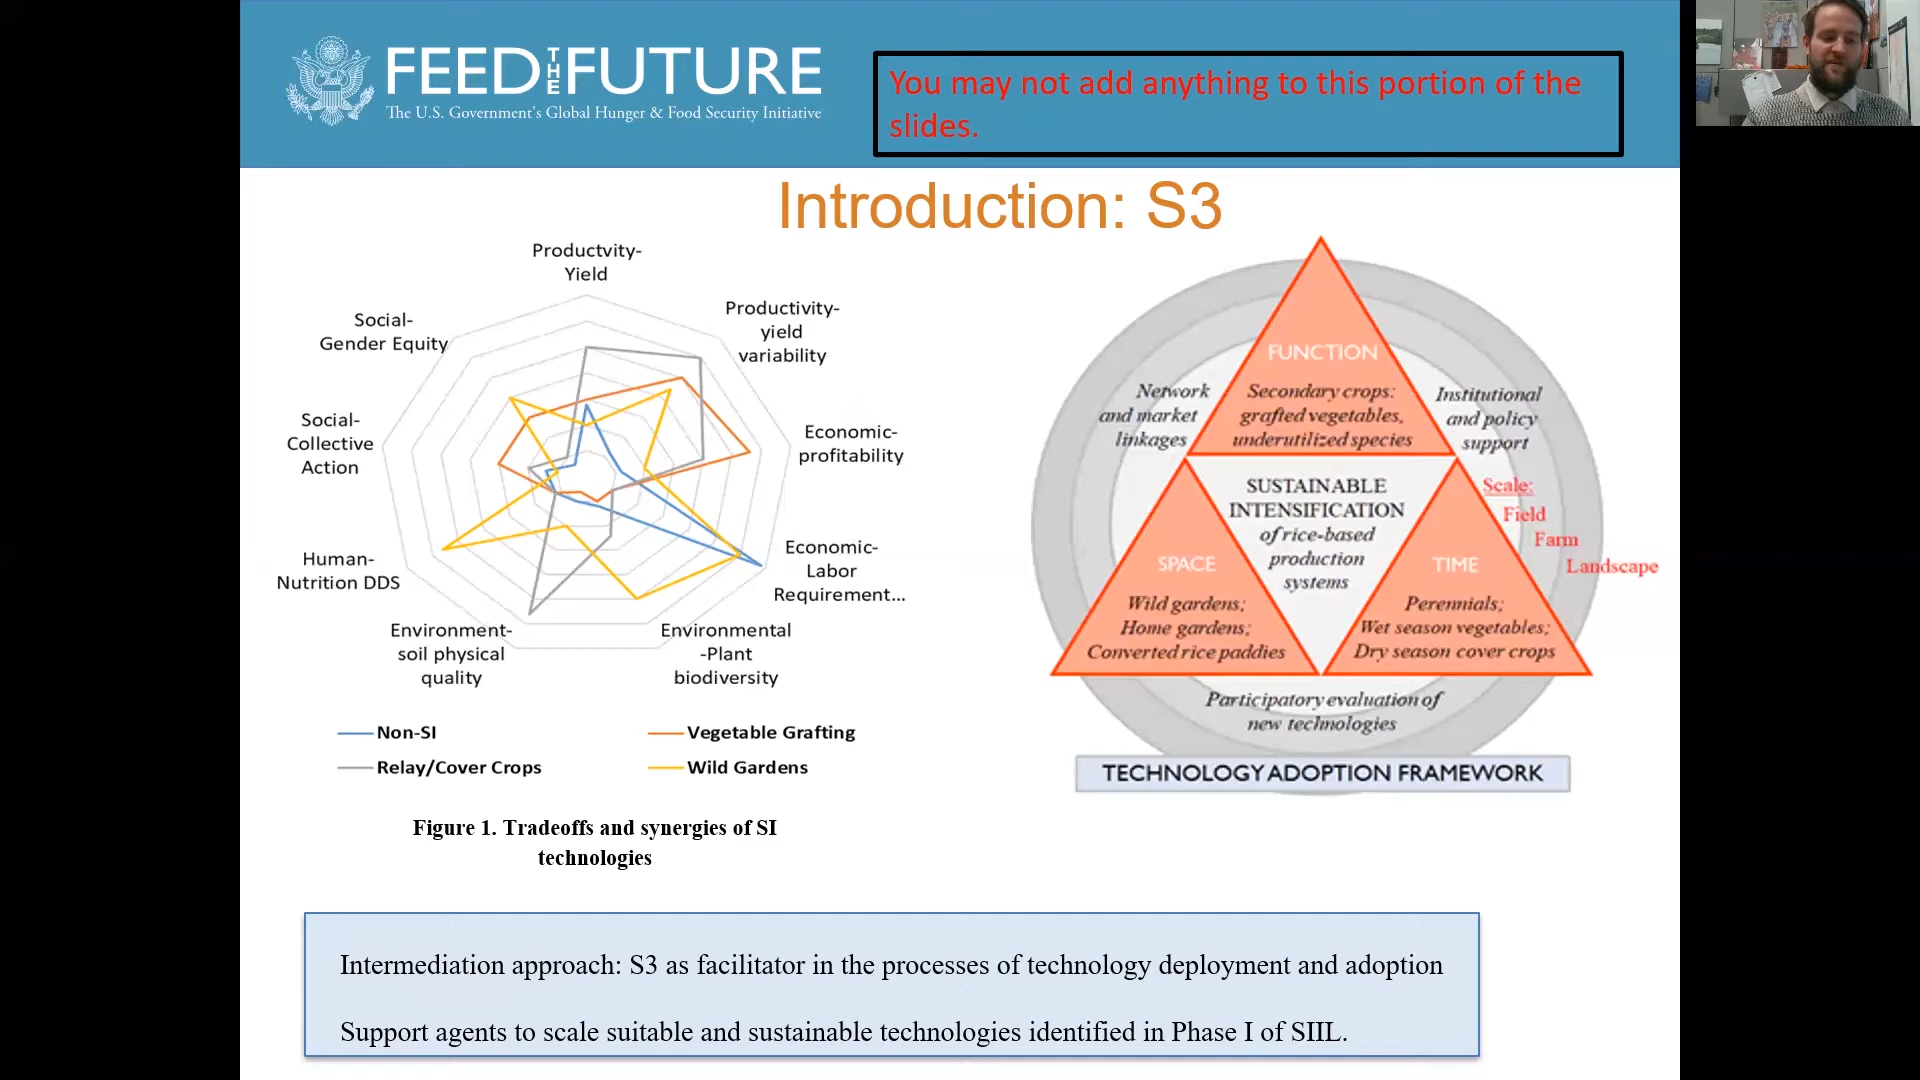 FEED THE FUTURE
The U.S. Government's Global Hunger & Food Security Initiative
You may not add anything to this portion of the
slides.
Introduction: S3
Productvity-
Yield
Productivity-
yield
variability
Economic-
profitability
Economic-
Labor
Requirement...
Environmental
-Plant
biodiversity
Environment-
soil physical
quality
Human-
Nutrition DDS
Social-
Collective
Action
Social-
Gender Equity
Non-SI
Vegetable Grafting
Relay/Cover Crops
Wild Gardens
Figure 1. Tradeoffs and synergies of SI
technologies
FUNCTION
Secondary crops:
grafted vegetables,
underutilized species
Network
and market
linkages
Institutional
and policy
support
SUSTAINABLE
INTENSIFICATION
of rice-based
production
systems
Scale:
Field
Farm
Landscape
SPACE
Wild gardens;
Home gardens;
Converted rice paddies
TIME
Perennials;
Wet season vegetables;
Dry season cover crops
Participatory evaluation of
new technologies
TECHNOLOGY ADOPTION FRAMEWORK
Intermediation approach: S3 as facilitator in the processes of technology deployment and adoption
Support agents to scale suitable and sustainable technologies identified in Phase I of SIIL.